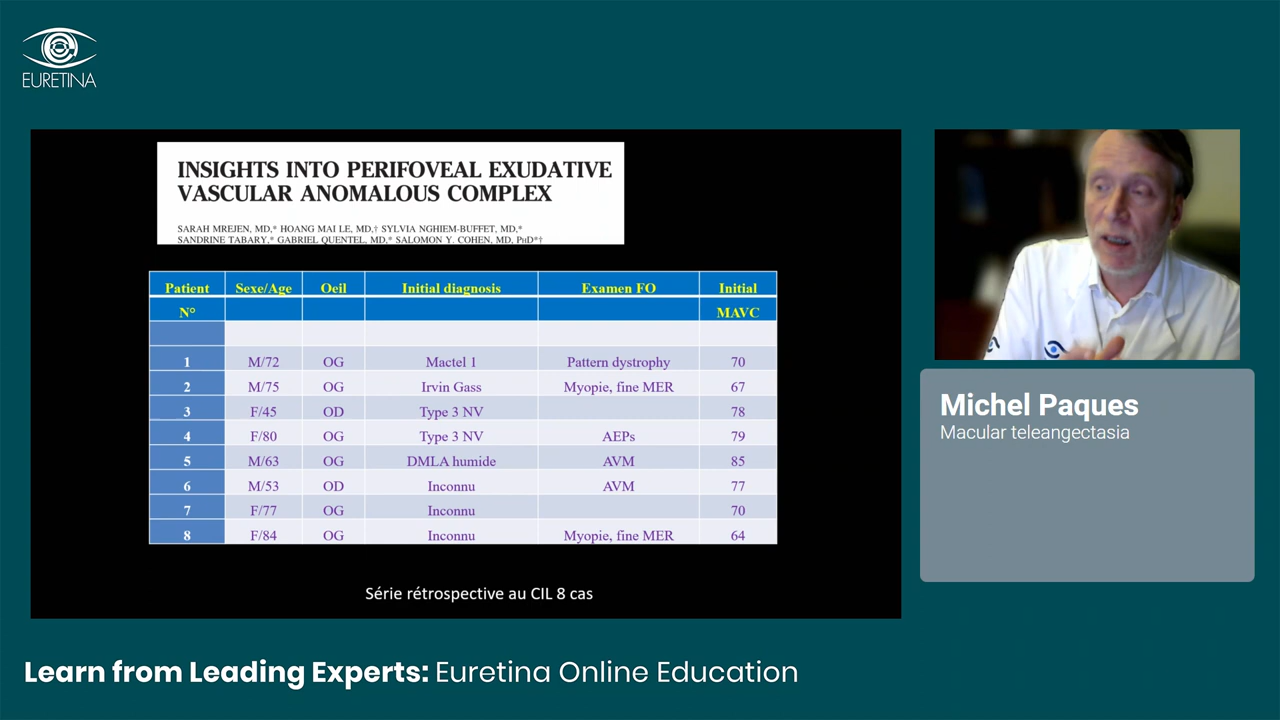 EURETINA
INSIGHTS INTO PERIFOVEAL EXUDATIVE
VASCULAR ANOMALOUS COMPLEX
SARAH MREJEN, MD,* HOANG MAI LE, MD,† SYLVIA NGHIEM-BUFFET, MD,*
SANDRINE TABARY,* GABRIEL QUENTEL, MD,* SALOMON Y. COHEN, MD, PHD*†
Patient Sexe/Age Oeil Initial diagnosis Examen FO Initial
N° MAVC
1 M/72 OG Mactel 1 Pattern dystrophy 70
2 M/75 OG Irvin Gass Myopie, fine MER 67
3 F/45 OD Type 3 NV 78
4 F/80 OG Type 3 NV AEPs 79
5 M/63 OG DMLA humide AVM 85
6 M/53 OD Inconnu AVM 77
7 F/77 OG Inconnu 70
8 F/84 OG Inconnu Myopie, fine MER 64
Série rétrospective au CIL 8 cas
Michel Paques
Macular teleangectasia
Learn from Leading Experts: Euretina Online Education